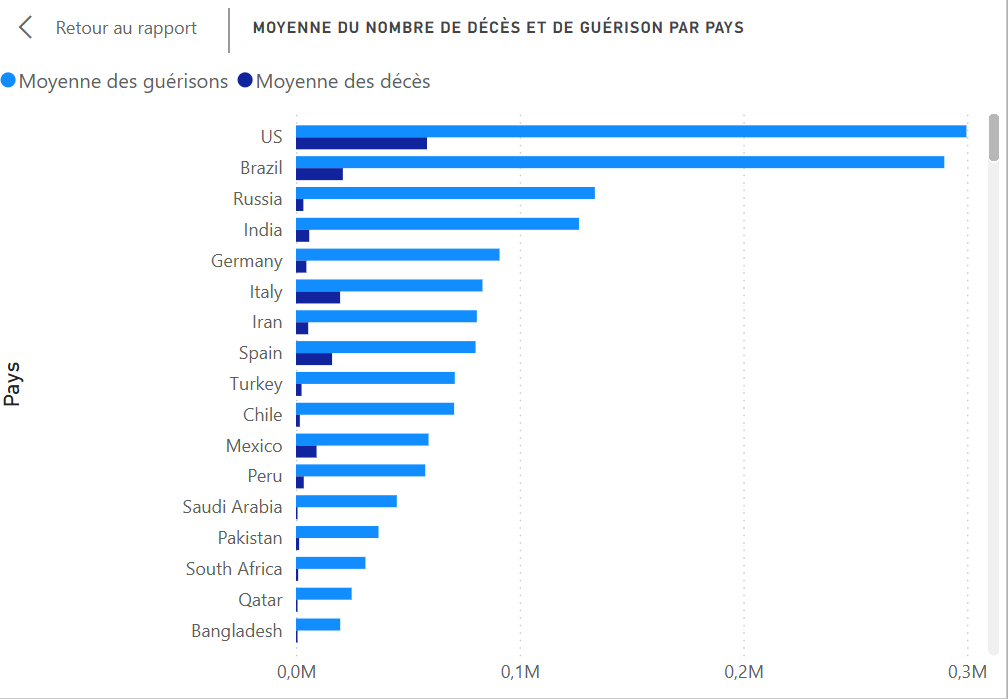 Retour au rapport
MOYENNE DU NOMBRE DE DÉCÈS ET DE GUÉRISON PAR PAYS
Moyenne des guérisons Moyenne des décès
Pays
US
Brazil
Russia
India
Germany
Italy
Iran
Spain
Turkey
Chile
Mexico
Peru
Saudi Arabia
Pakistan
South Africa
Qatar
Bangladesh
0,0M 0,1M 0,2M 0,3M